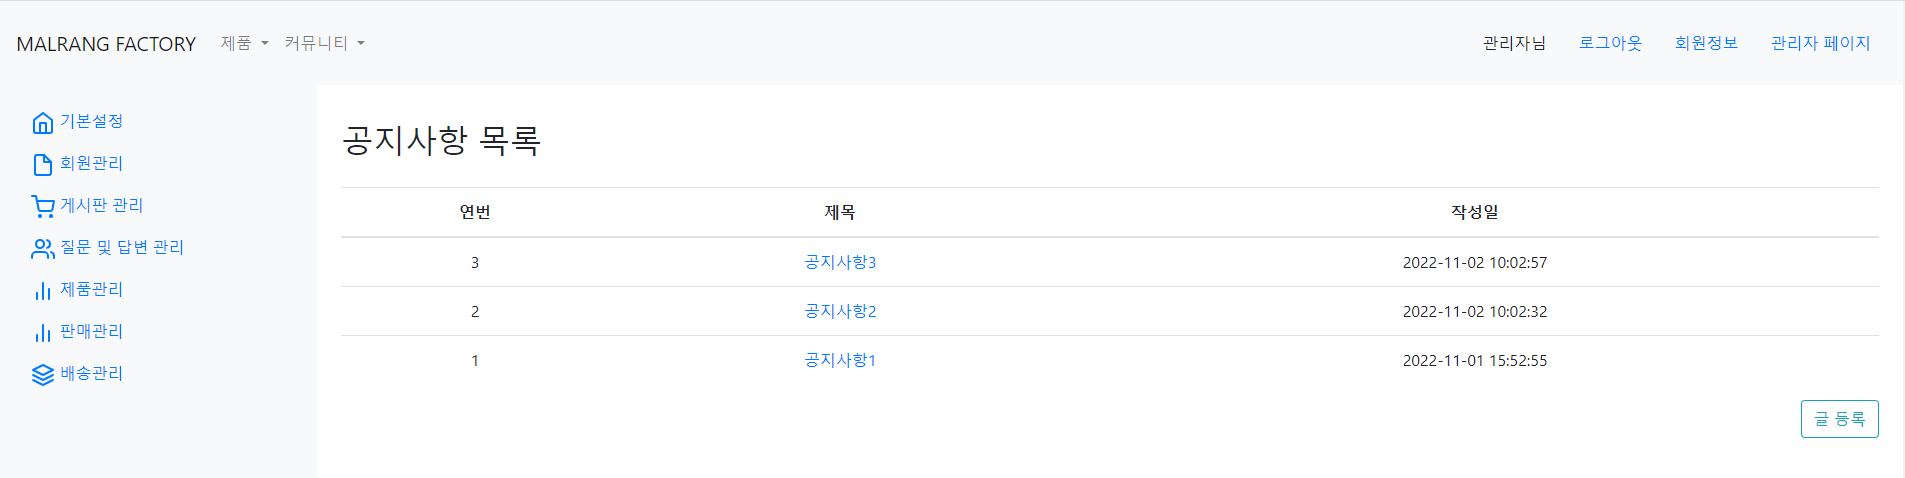 MALRANG FACTORY 제품 커뮤니티 관리자님 로그아웃 회원정보 관리자 페이지
기본설정
회원관리
게시판 관리
질문 및 답변 관리
제품관리
판매관리
배송관리
공지사항 목록
연번 제목 작성일
3 공지사항3 2022-11-02 10:02:57
2 공지사항2 2022-11-02 10:02:32
1 공지사항1 2022-11-01 15:52:55
글 등록